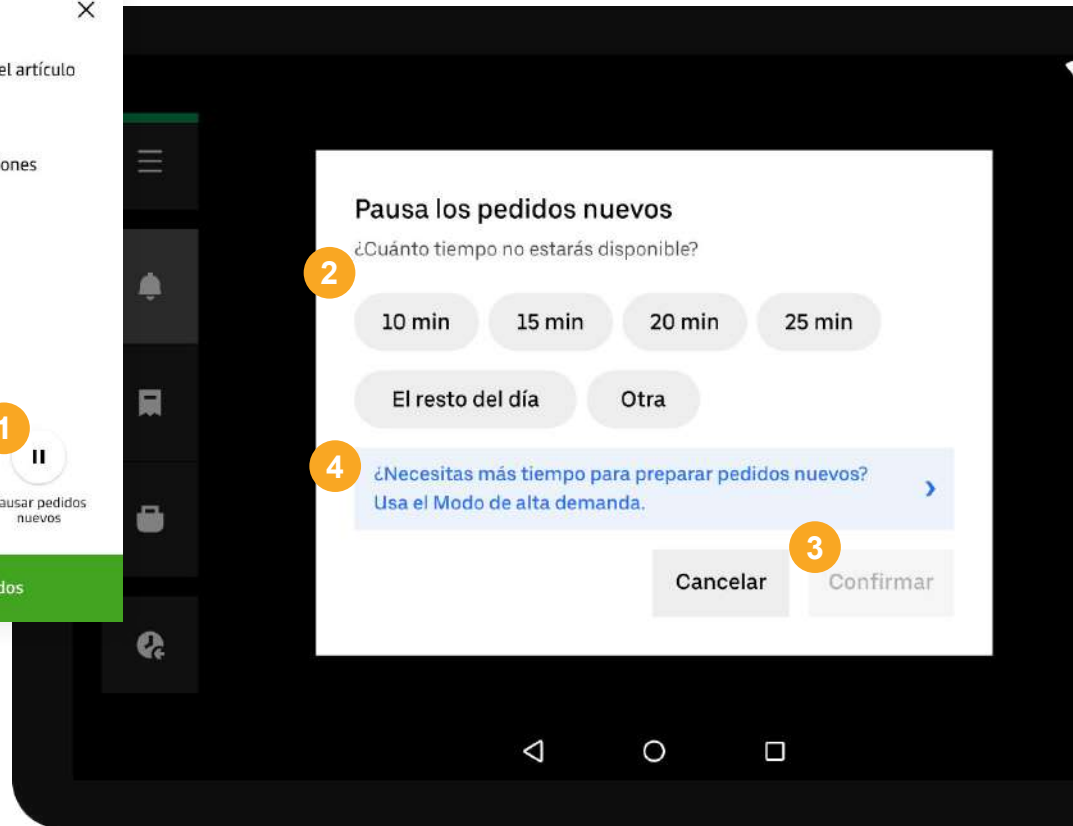 el artículo
ones
1
ausar pedidos
nuevos
dos
Pausa los pedidos nuevos
¿Cuánto tiempo no estarás disponible?
2
10 min 15 min 20 min 25 min
El resto del día Otra
4
¿Necesitas más tiempo para preparar pedidos nuevos?
Usa el Modo de alta demanda.
3
Cancelar Confirmar